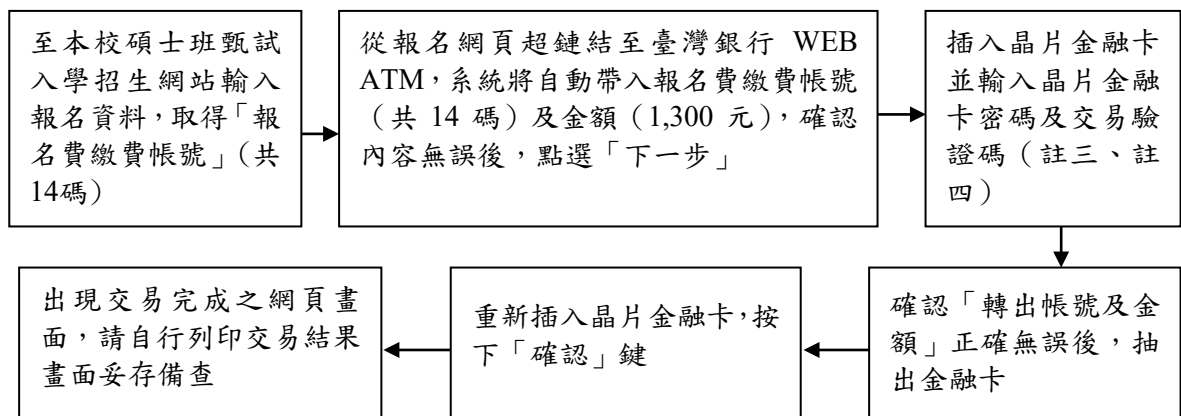 至本校碩士班甄試
入學招生網站輸入
報名資料，取得「報
名費繳費帳號」（共
14碼）
從報名網頁超鏈結至臺灣銀行 WEB
ATM，系統將自動帶入報名費繳費帳號
（共 14 碼）及金額（1,300 元），確認
內容無誤後，點選「下一步」
插入晶片金融卡
並輸入晶片金融
卡密碼及交易驗
證碼（註三、註
四）
確認「轉出帳號及金
額」正確無誤後，抽
出金融卡
重新插入晶片金融卡，按
下「確認」鍵
出現交易完成之網頁畫
面，請自行列印交易結果
畫面妥存備查